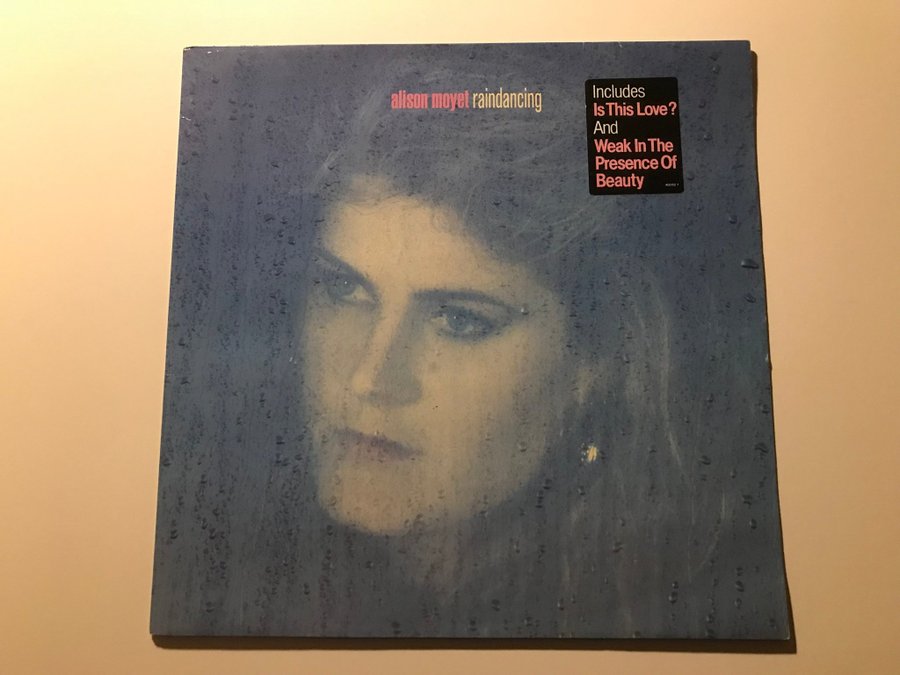 alison moyet raindancing
Includes
Is This Love?
And
Weak In The
Presence Of
Beauty